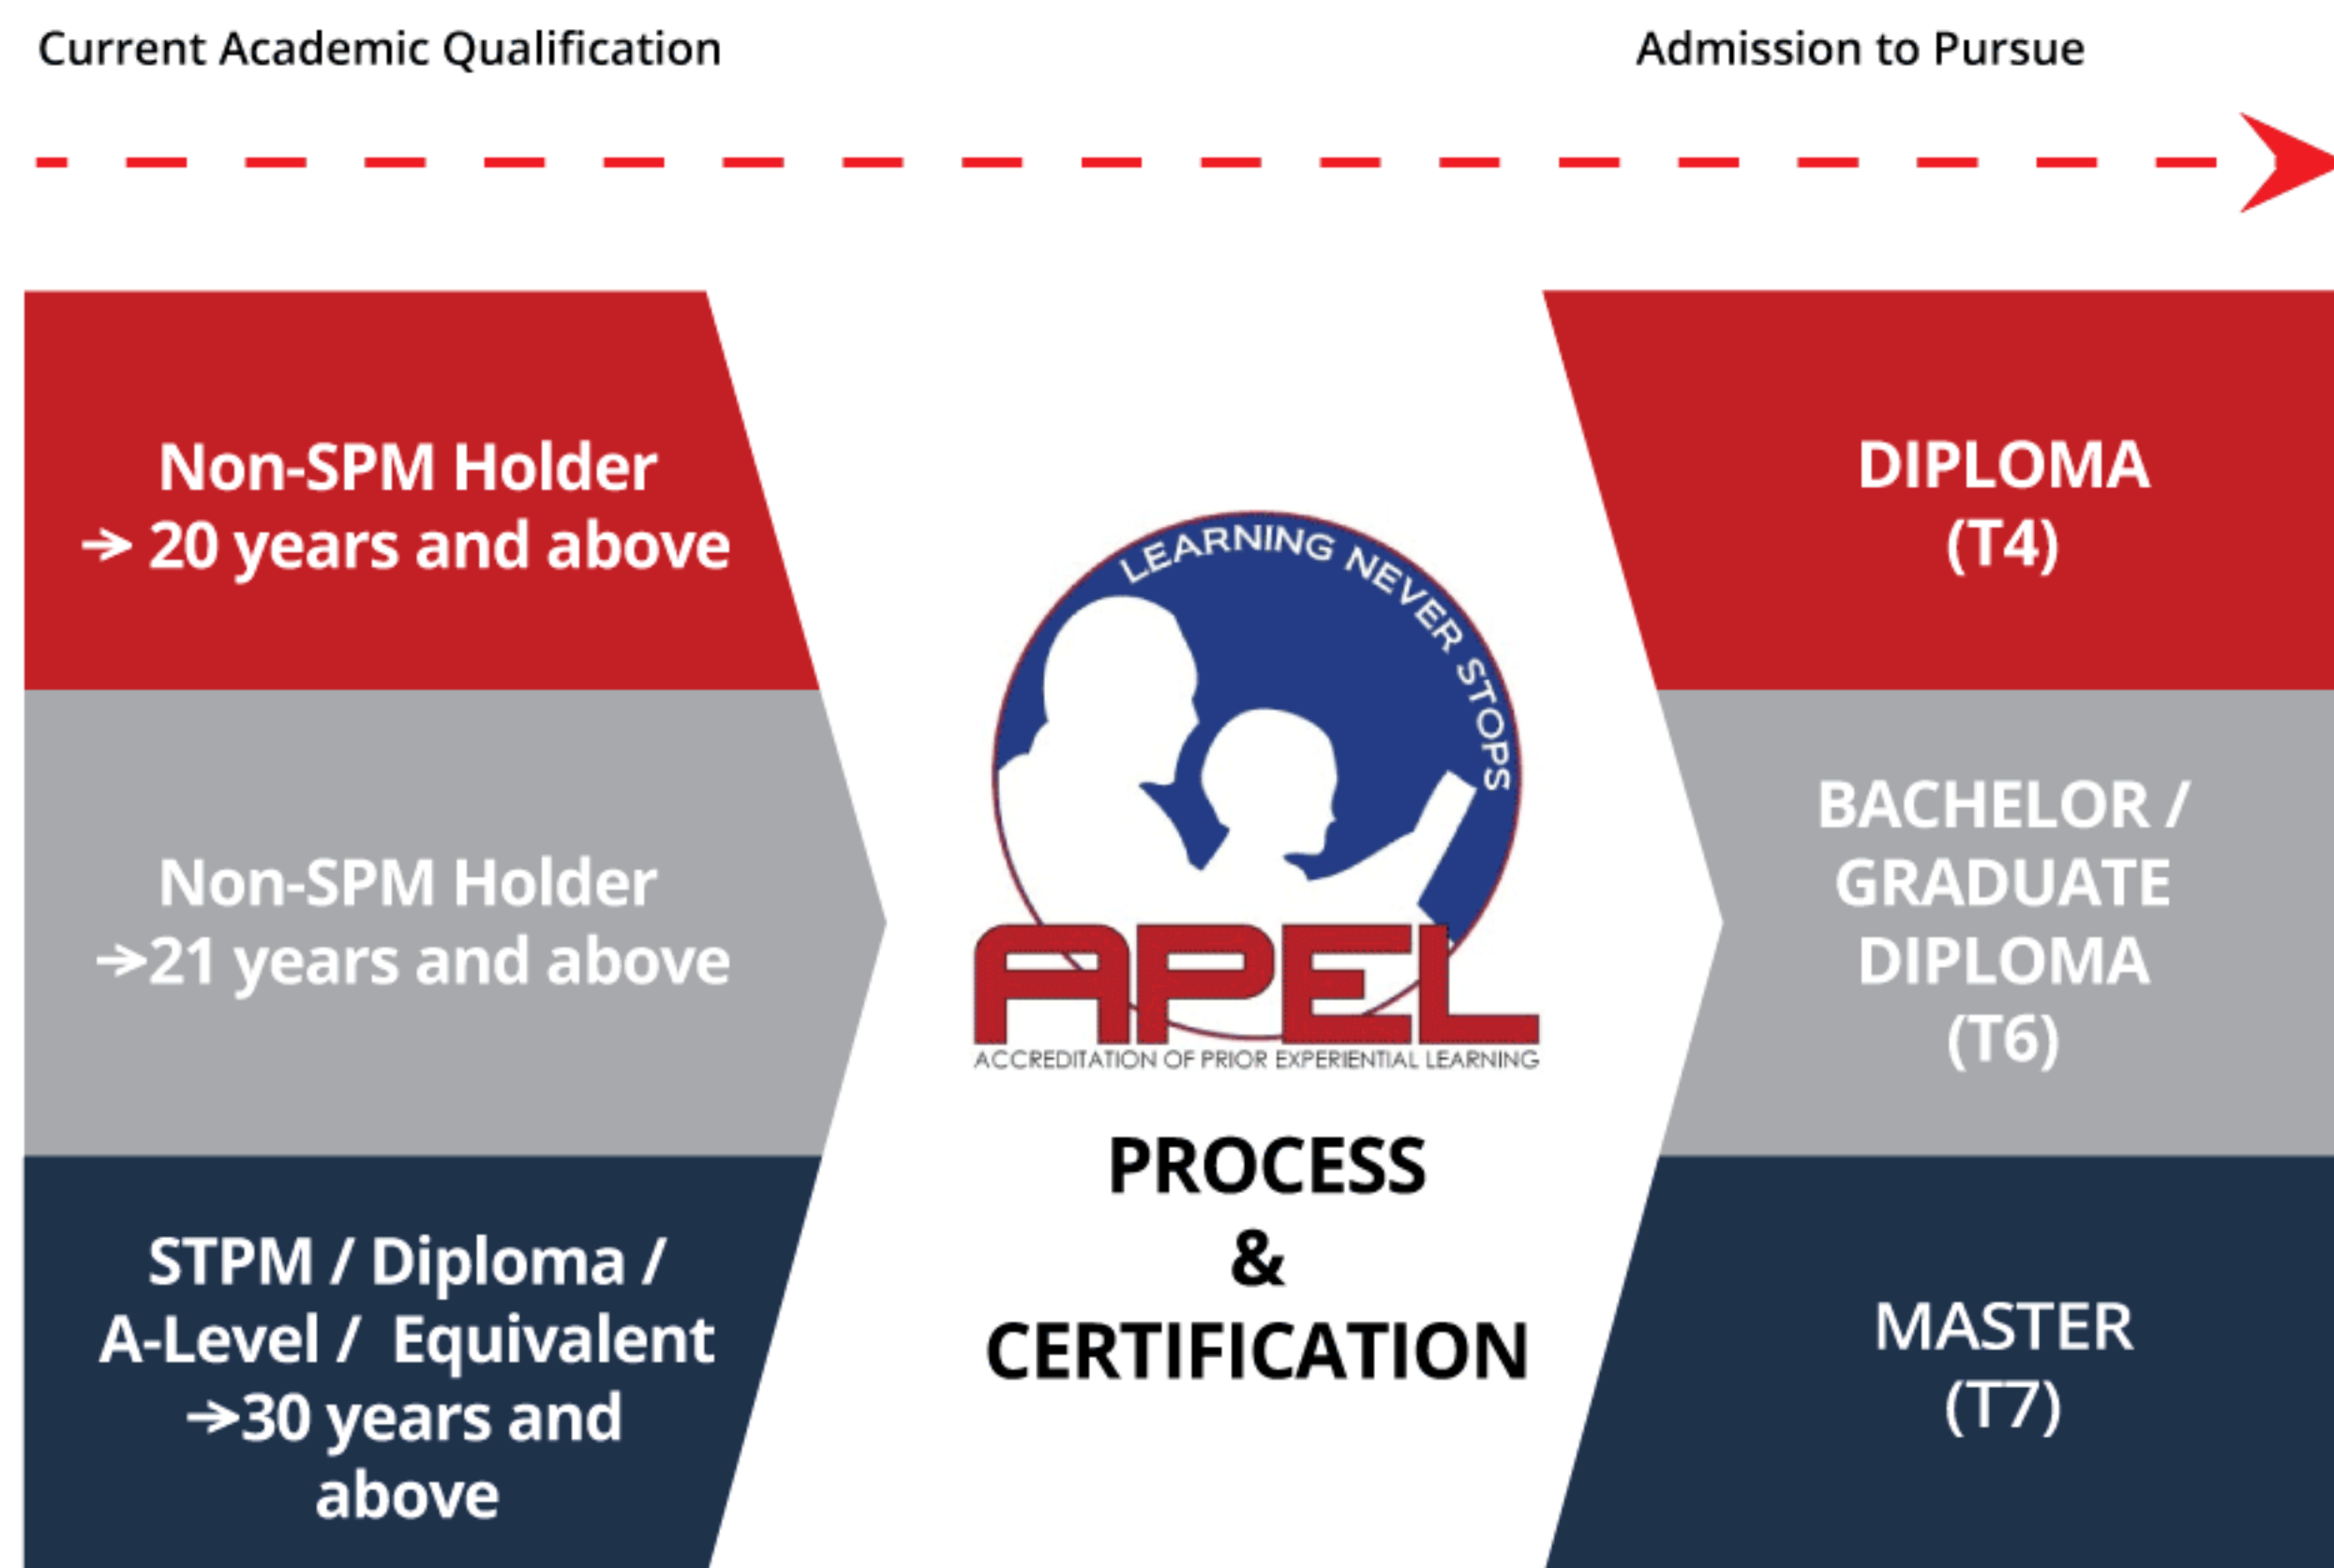 Current Academic Qualification
Admission to Pursue
Non-SPM Holder
→ 20 years and above
Non-SPM Holder
→21 years and above
STPM / Diploma /
A-Level / Equivalent
→30 years and
above
LEARNING NEVER STOPS
APEL
ACCREDITATION OF PRIOR EXPERIENTIAL LEARNING
PROCESS
&
CERTIFICATION
DIPLOMA
(T4)
BACHELOR /
GRADUATE
DIPLOMA
(T6)
MASTER
(T7)